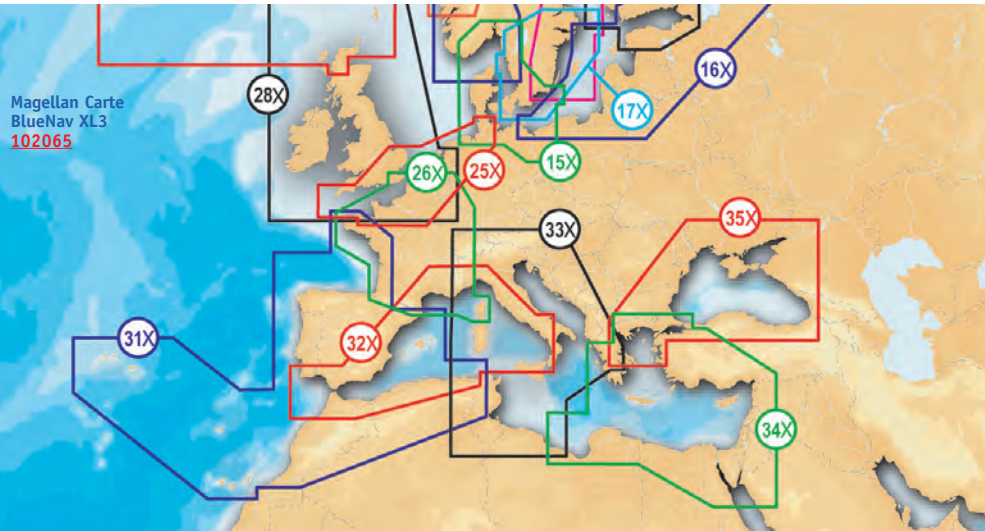 Magellan Carte
BlueNav XL3
102065
28X
16X
17X
15X
26X
25X
33X
35X
31X
32X
34X